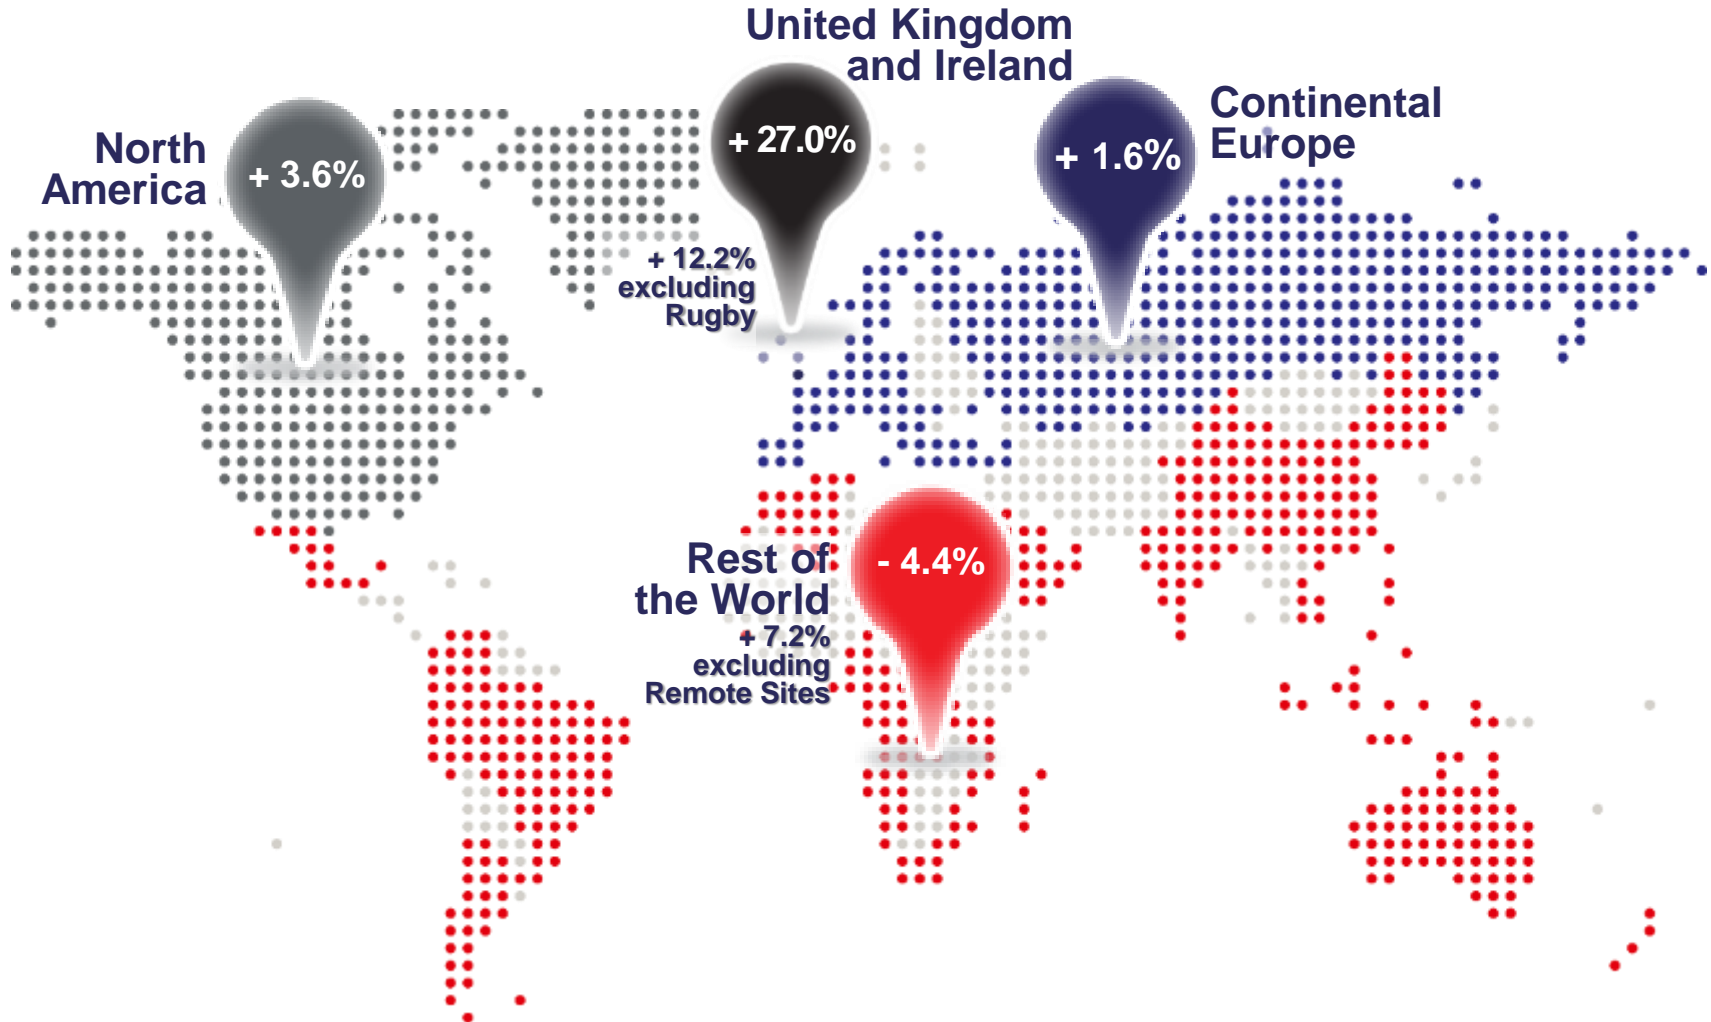 United Kingdom
and Ireland
+ 27.0%
+ 12.2%
excluding
Rugby
Continental
Europe
+ 1.6%
North
America
+ 3.6%
Rest of
the World
- 4.4%
+ 7.2%
excluding
Remote Sites